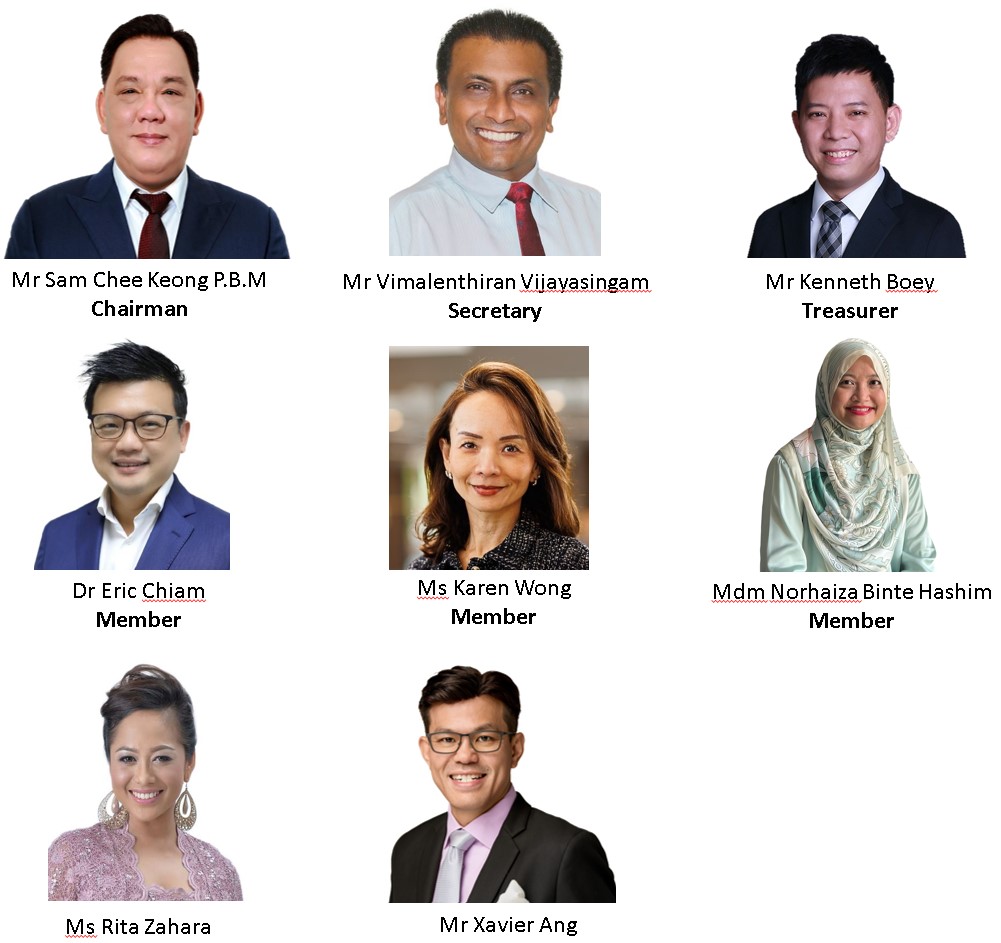 Mr Sam Chee Keong P.B.M
Chairman
Mr Vimalenthiran Vijayasingam
Secretary
Mr Kenneth Boey
Treasurer
Dr Eric Chiam
Member
Ms Karen Wong
Member
Mdm Norhaiza Binte Hashim
Member
Ms Rita Zahara
Mr Xavier Ang